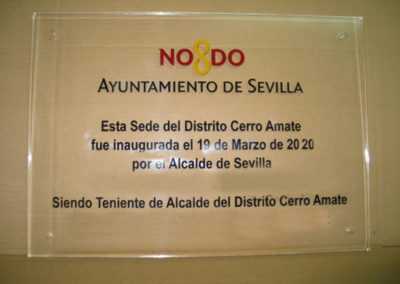 NO8DO
AYUNTAMIENTO DE SEVILLA
Esta Sede del Distrito Cerro Amate
fue inaugurada el 19 de Marzo de 2020
por el Alcalde de Sevilla
Siendo Teniente de Alcalde del Distrito Cerro Amate